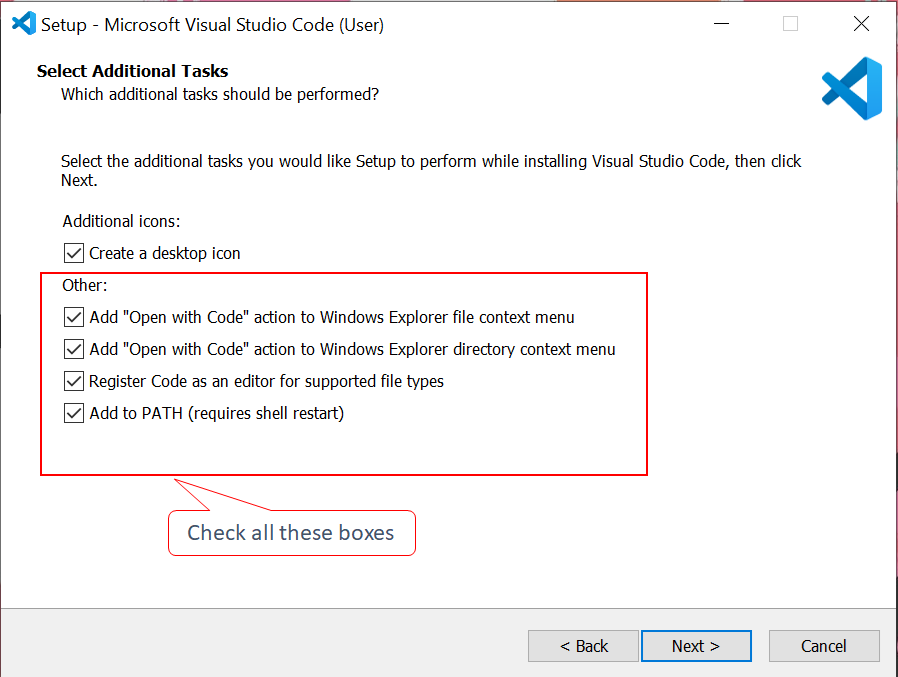 Setup - Microsoft Visual Studio Code (User)
Select Additional Tasks
Which additional tasks should be performed?
Select the additional tasks you would like Setup to perform while installing Visual Studio Code, then click
Next.
Additional icons:
Create a desktop icon
Other:
Add "Open with Code" action to Windows Explorer file context menu
Add "Open with Code" action to Windows Explorer directory context menu
Register Code as an editor for supported file types
Add to PATH (requires shell restart)
Check all these boxes
< Back Next > Cancel